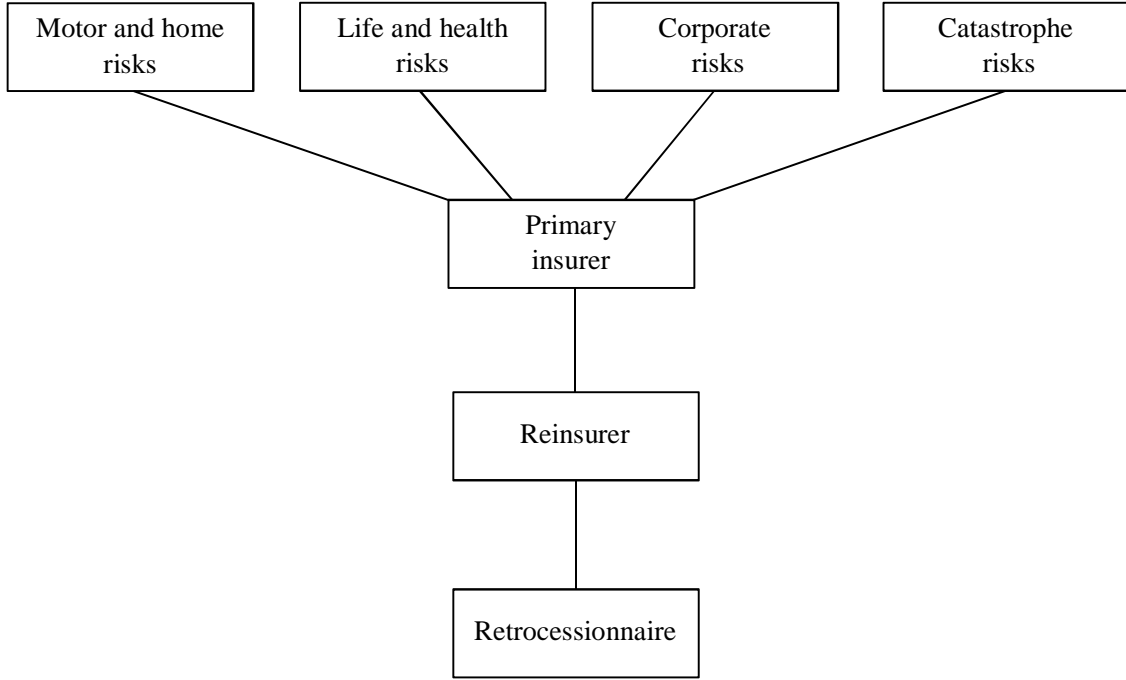 Motor and home
risks
Life and health
risks
Corporate
risks
Catastrophe
risks
Primary
insurer
Reinsurer
Retrocessionnaire